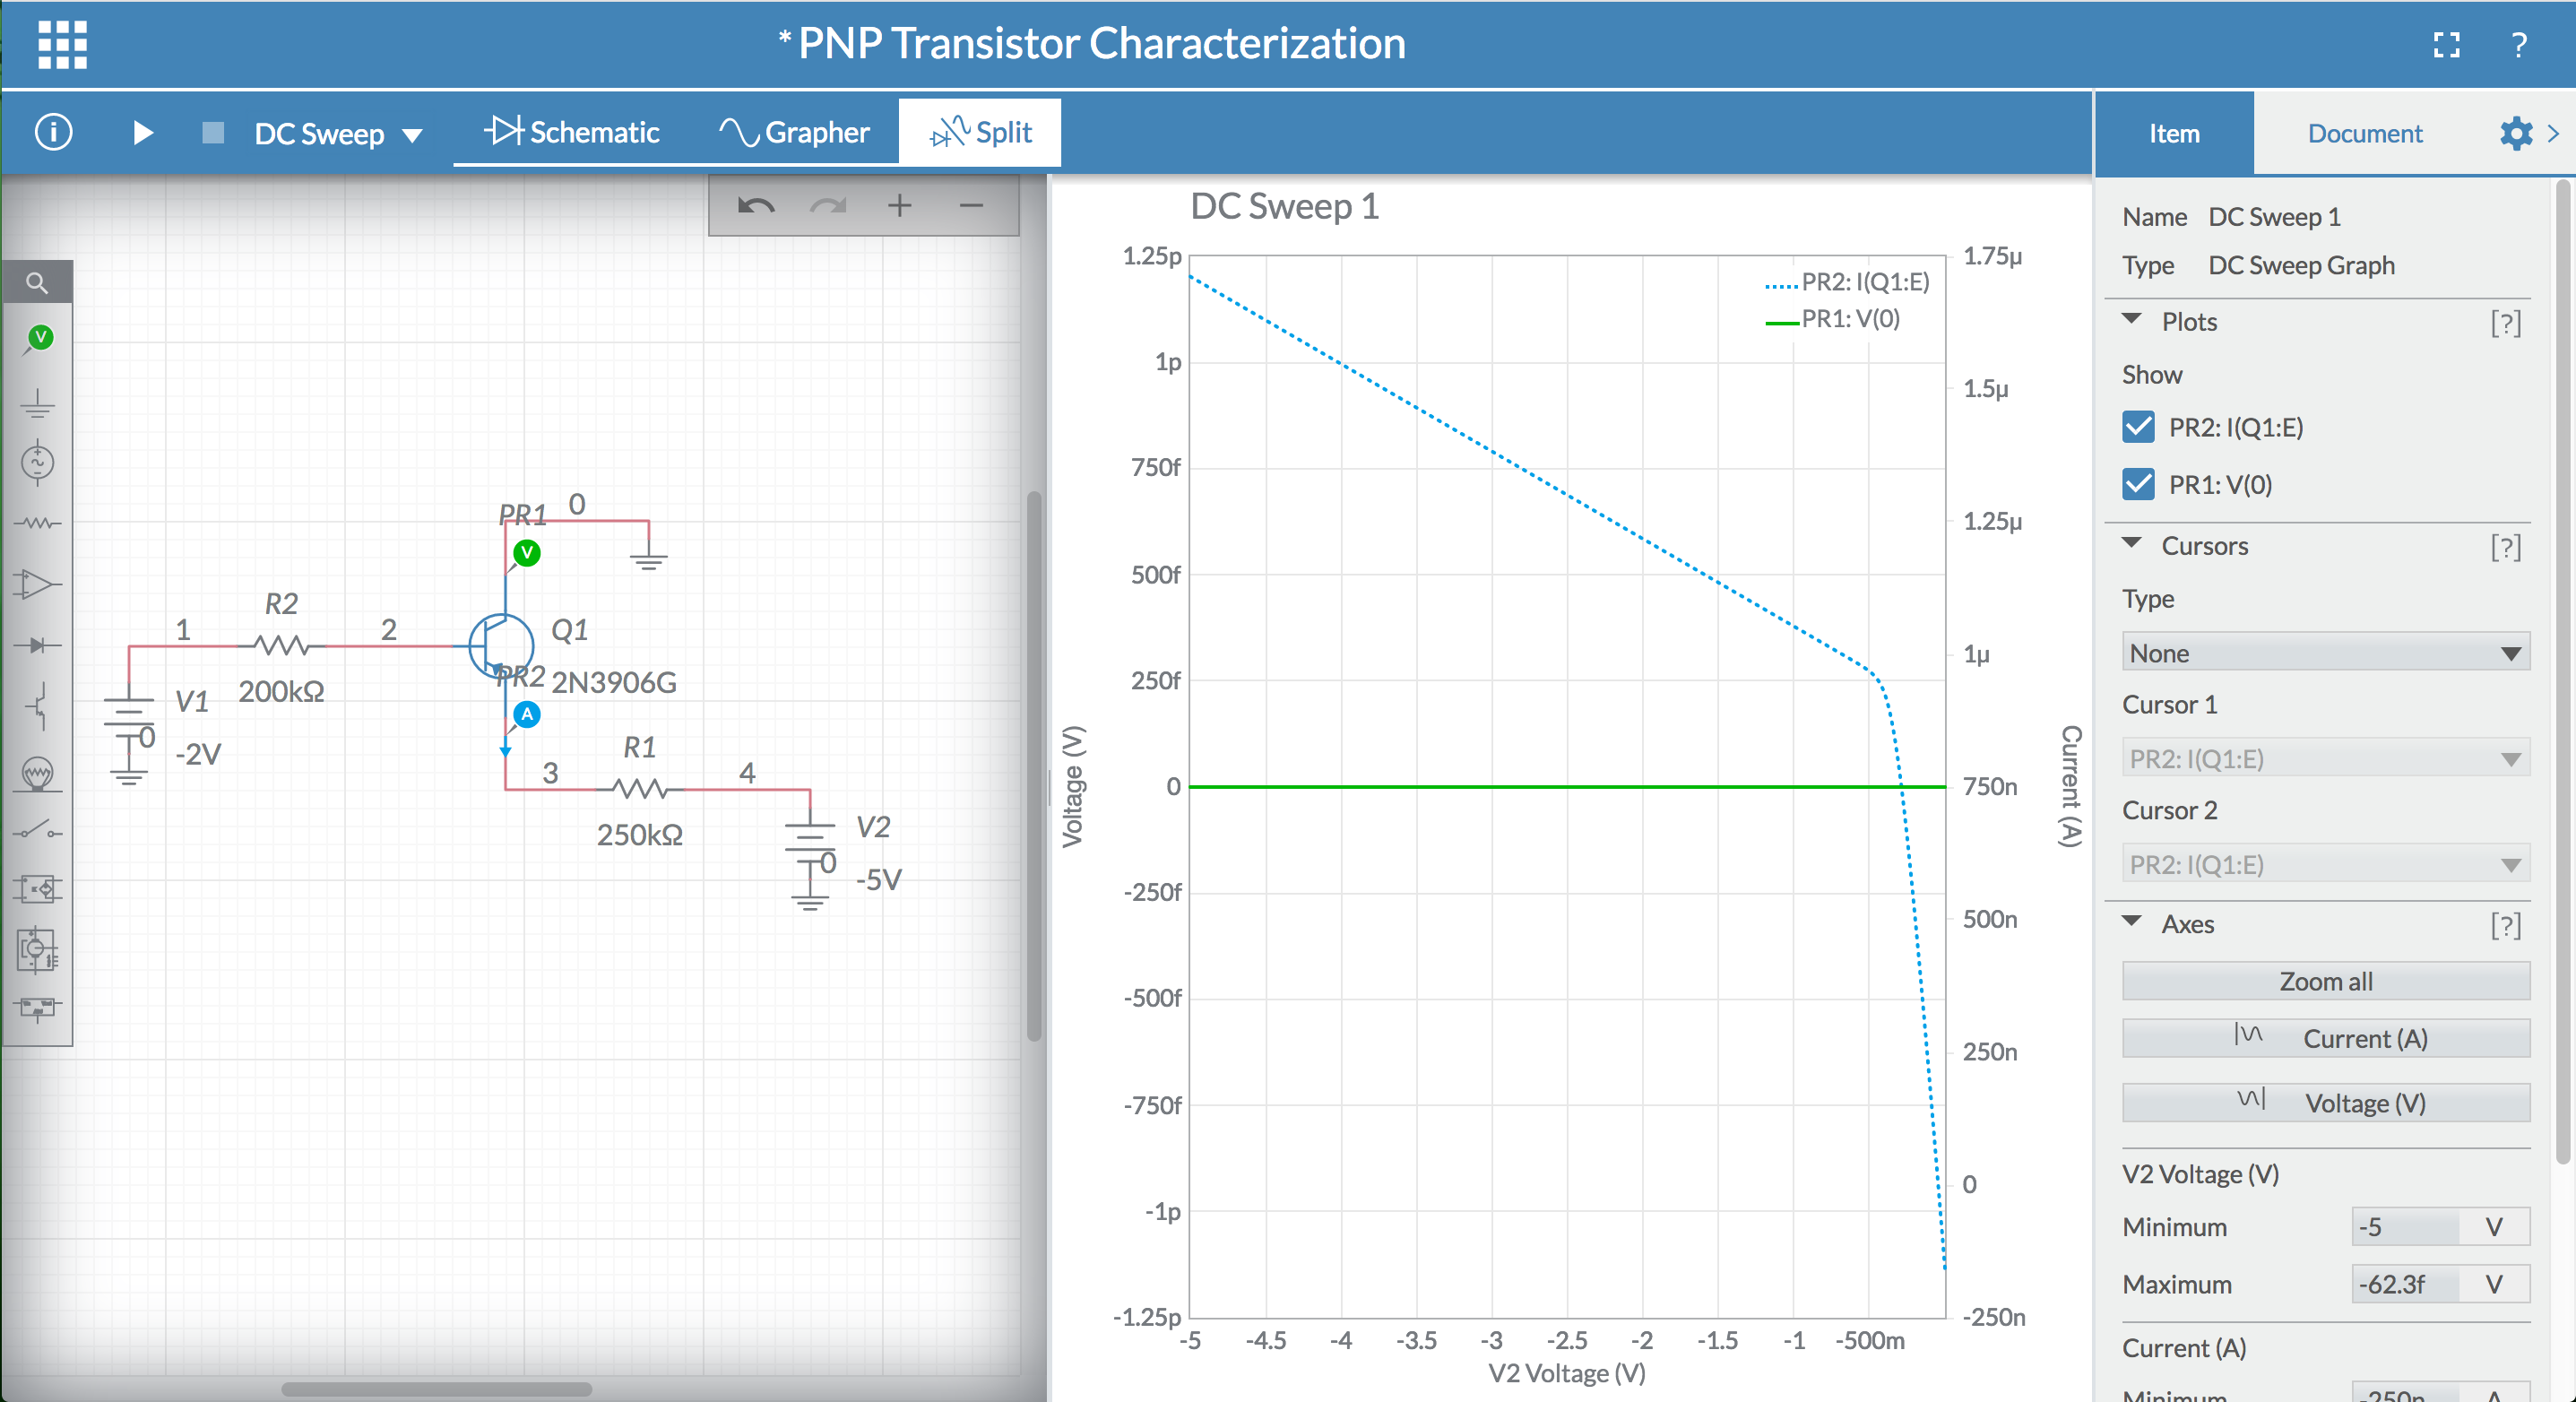 *PNP Transistor Characterization
?
i
DC Sweep
Schematic
Grapher
Split
Item
Document
DC Sweep 1
1.25p
1p
750f
500f
250f
0
-250f
-500f
-750f
-1p
-1.25p
Voltage (V)
PR2: I(Q1:E)
PR1: V(0)
1.75µ
1.5µ
1.25µ
1µ
750n
500n
250n
0
-250n
Current (A)
-5
-4.5
-4
-3.5
-3
-2.5
-2
-1.5
-1
-500m
V2 Voltage (V)
V
PR1
0
V
R2
1
2
Q1
PR2
2N3906G
200kΩ
V1
0
-2V
A
R1
3
4
250kΩ
V2
0
-5V
Name DC Sweep 1
Type DC Sweep Graph
Plots [?]
Show
PR2: I(Q1:E)
PR1: V(0)
Cursors [?]
Type
None
Cursor 1
PR2: I(Q1:E)
Cursor 2
PR2: I(Q1:E)
Axes [?]
Zoom all
Current (A)
Voltage (V)
V2 Voltage (V)
Minimum -5 V
Maximum -62.3f V
Current (A)
Minimum -250n A